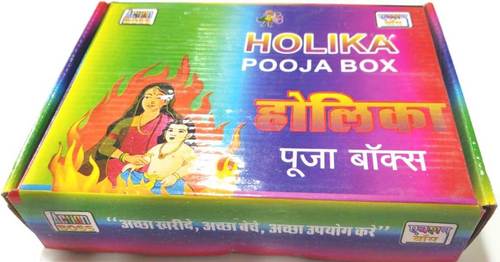 HOLIKA
POOJA BOX
होलिका
पूजा बॉक्स
“अच्छा खरीदे, अच्छा बेचे, अच्छा उपयोग करे”